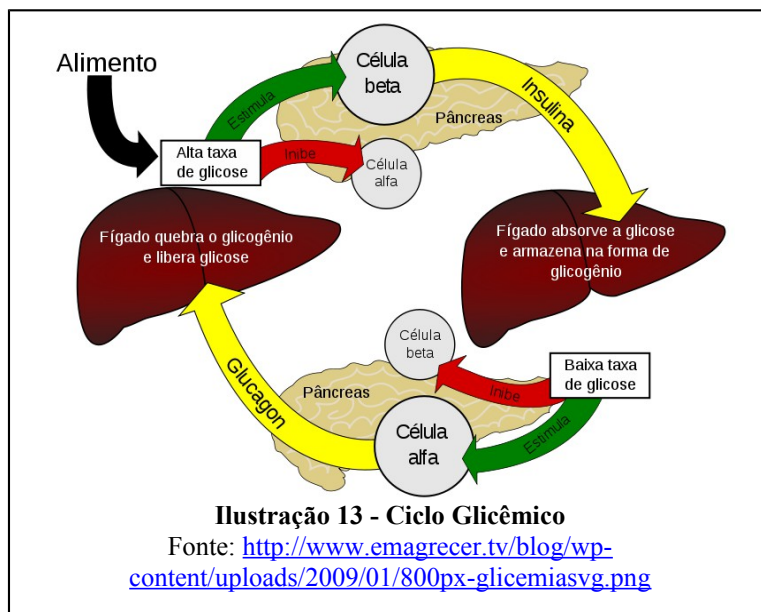 Alimento
Célula
beta
Estimula
Insulina
Pâncreas
Alta taxa
de glicose
Inibe
Célula
alfa
Fígado quebra o glicogênio
e libera glicose
Fígado absorve a glicose
e armazena na forma de
glicogênio
Célula
beta
Baixa taxa
de glicose
Inibe
Pâncreas
Glucagon
Célula
alfa
Estimula
Ilustração 13 - Ciclo Glicêmico
Fonte: http://www.emagrecer.tv/blog/wp-
content/uploads/2009/01/800px-glicemiasvg.png